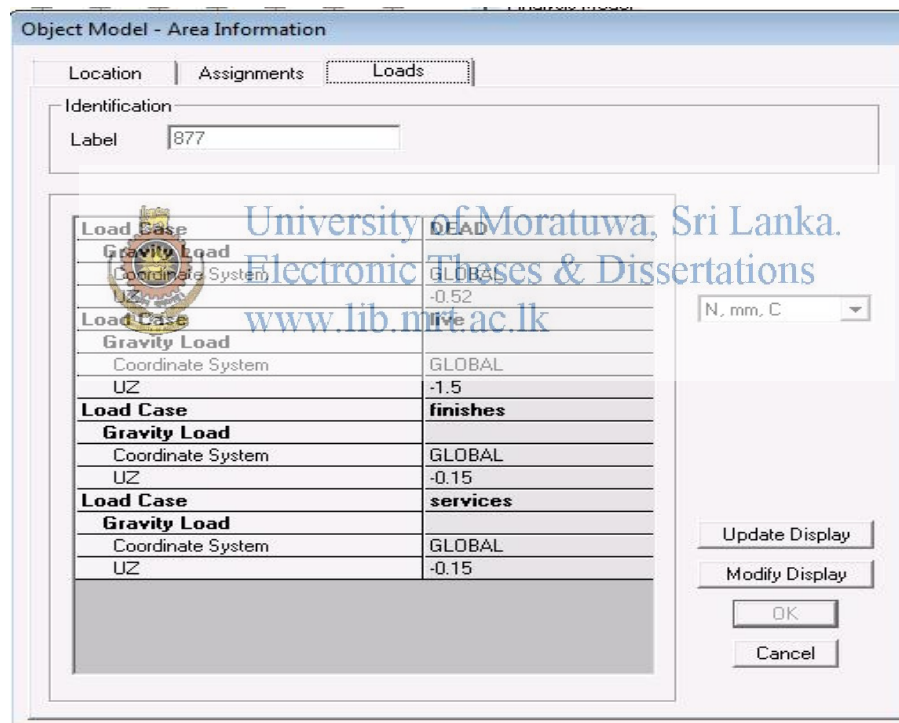 Object Model - Area Information
Location Assignments Loads
Identification
Label 877
University of Moratuwa, Sri Lanka.
Electronic Theses & Dissertations
www.lib.mrt.ac.lk
Load Case DEAD
Gravity Load
Coordinate System GLOBAL
UZ -0.52
Load Case live
Gravity Load
Coordinate System GLOBAL
UZ -1.5
Load Case finishes
Gravity Load
Coordinate System GLOBAL
UZ -0.15
Load Case services
Gravity Load
Coordinate System GLOBAL
UZ -0.15
N, mm, C
Update Display
Modify Display
OK
Cancel